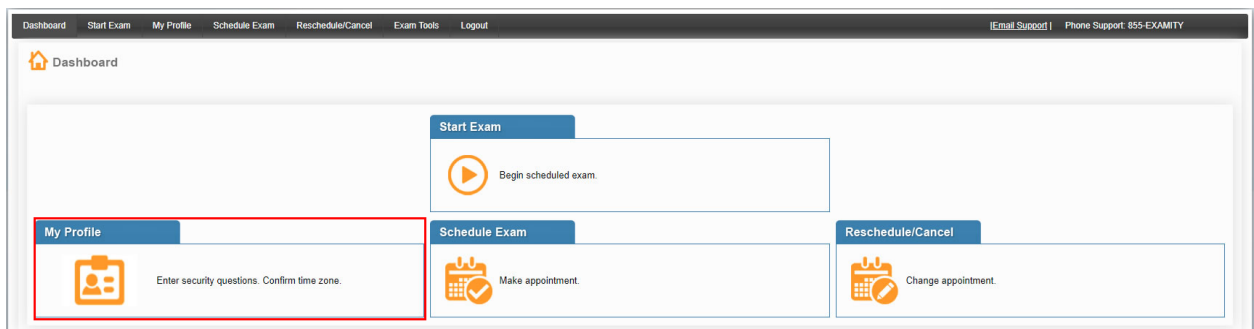 Dashboard Start Exam My Profile Schedule Exam Reschedule/Cancel Exam Tools Logout |Email Support | Phone Support: 855-EXAMITY
Dashboard
Start Exam
Begin scheduled exam.
My Profile
Enter security questions. Confirm time zone.
Schedule Exam
Make appointment.
Reschedule/Cancel
Change appointment.